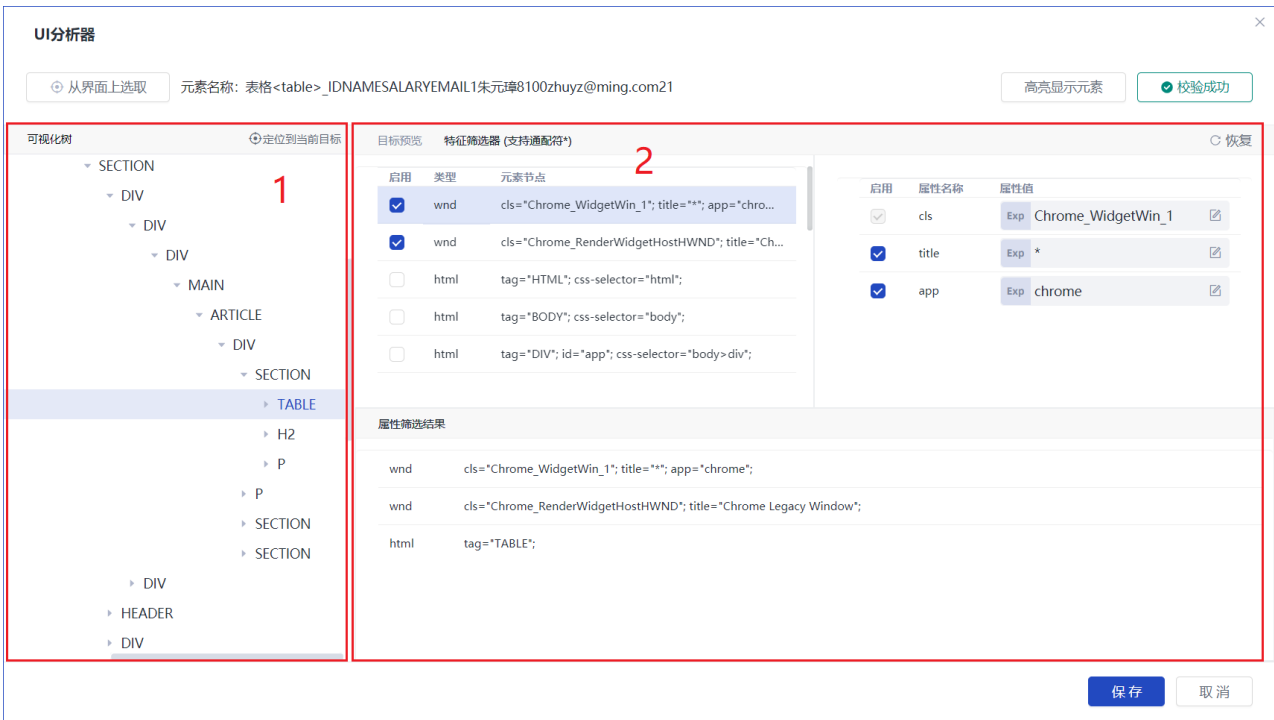 UI分析器
从界面上选取 元素名称：表格<table>_IDNAMESALARYEMAIL1朱元璋8100zhuyz@ming.com21 高亮显示元素 校验成功
可视化树 定位到当前目标
1
SECTION
DIV
DIV
DIV
MAIN
ARTICLE
DIV
SECTION
TABLE
H2
P
P
SECTION
SECTION
DIV
HEADER
DIV
目标预览 特征筛选器 (支持通配符*) 恢复
2
启用 类型 元素节点
wnd cls="Chrome_WidgetWin_1"; title="*"; app="chro...
wnd cls="Chrome_RenderWidgetHostHWND"; title="Ch...
html tag="HTML"; css-selector="html";
html tag="BODY"; css-selector="body";
html tag="DIV"; id="app"; css-selector="body>div";
启用 属性名称 属性值
cls Exp Chrome_WidgetWin_1
title Exp *
app Exp chrome
属性筛选结果
wnd cls="Chrome_WidgetWin_1"; title="*"; app="chrome";
wnd cls="Chrome_RenderWidgetHostHWND"; title="Chrome Legacy Window";
html tag="TABLE";
保存 取消